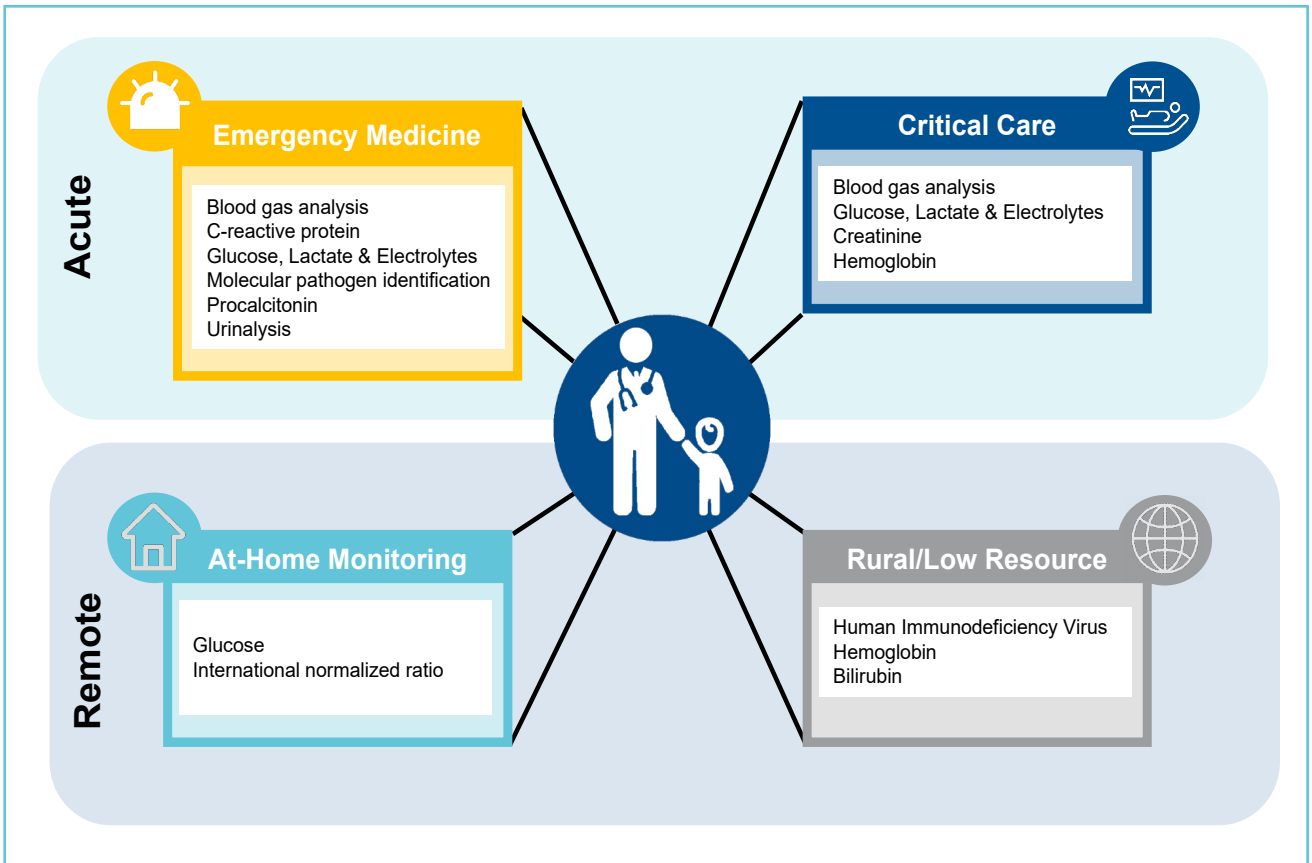 Acute
Emergency Medicine
Blood gas analysis
C-reactive protein
Glucose, Lactate & Electrolytes
Molecular pathogen identification
Procalcitonin
Urinalysis
Critical Care
Blood gas analysis
Glucose, Lactate & Electrolytes
Creatinine
Hemoglobin
Remote
At-Home Monitoring
Glucose
International normalized ratio
Rural/Low Resource
Human Immunodeficiency Virus
Hemoglobin
Bilirubin